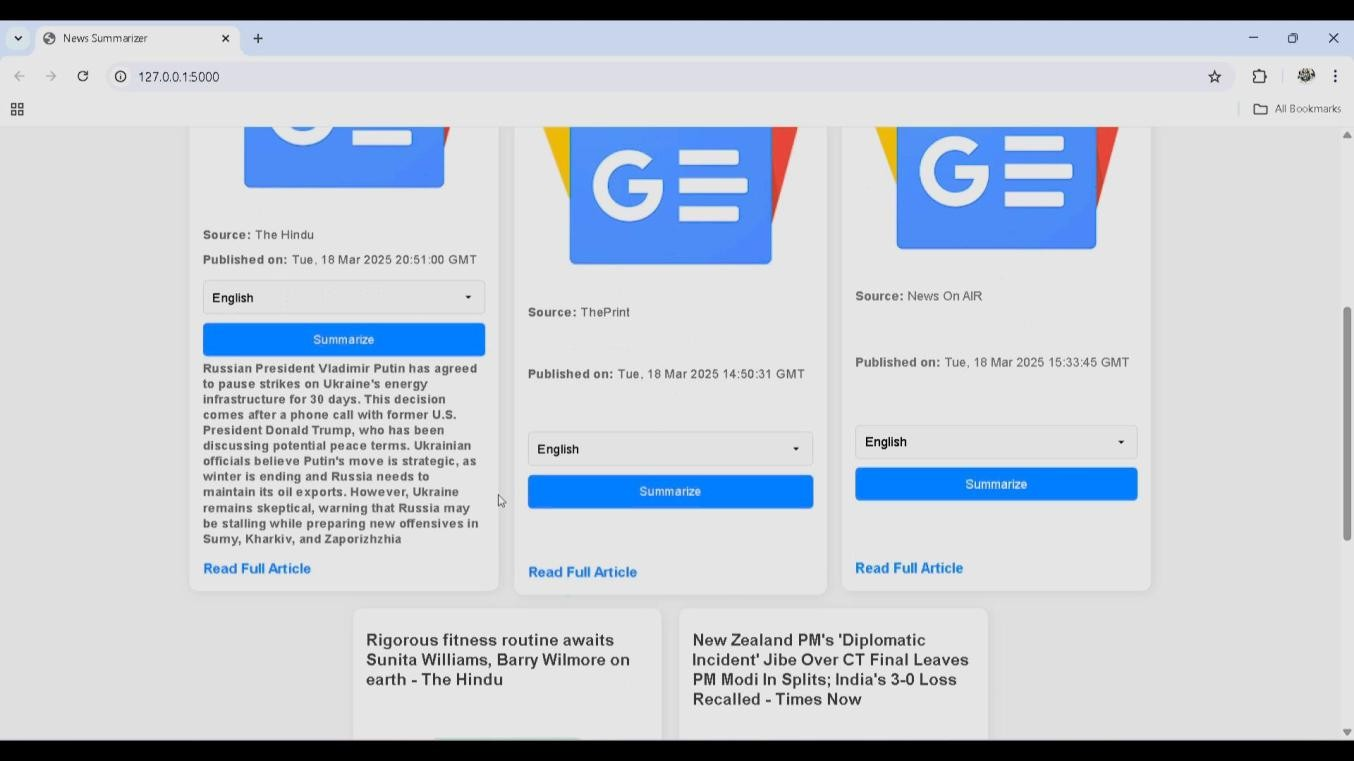 News Summarizer
127.0.0.1:5000
All Bookmarks
GE
GE
Source: The Hindu
Published on: Tue, 18 Mar 2025 20:51:00 GMT
English
Summarize
Russian President Vladimir Putin has agreed
to pause strikes on Ukraine's energy
infrastructure for 30 days. This decision
comes after a phone call with former U.S.
President Donald Trump, who has been
discussing potential peace terms. Ukrainian
officials believe Putin's move is strategic, as
winter is ending and Russia needs to
maintain its oil exports. However, Ukraine
remains skeptical, warning that Russia may
be stalling while preparing new offensives in
Sumy, Kharkiv, and Zaporizhzhia
Read Full Article
Source: ThePrint
Published on: Tue, 18 Mar 2025 14:50:31 GMT
English
Summarize
Read Full Article
Source: News On AIR
Published on: Tue, 18 Mar 2025 15:33:45 GMT
English
Summarize
Read Full Article
Rigorous fitness routine awaits
Sunita Williams, Barry Wilmore on
earth - The Hindu
New Zealand PM's 'Diplomatic
Incident' Jibe Over CT Final Leaves
PM Modi In Splits; India's 3-0 Loss
Recalled - Times Now